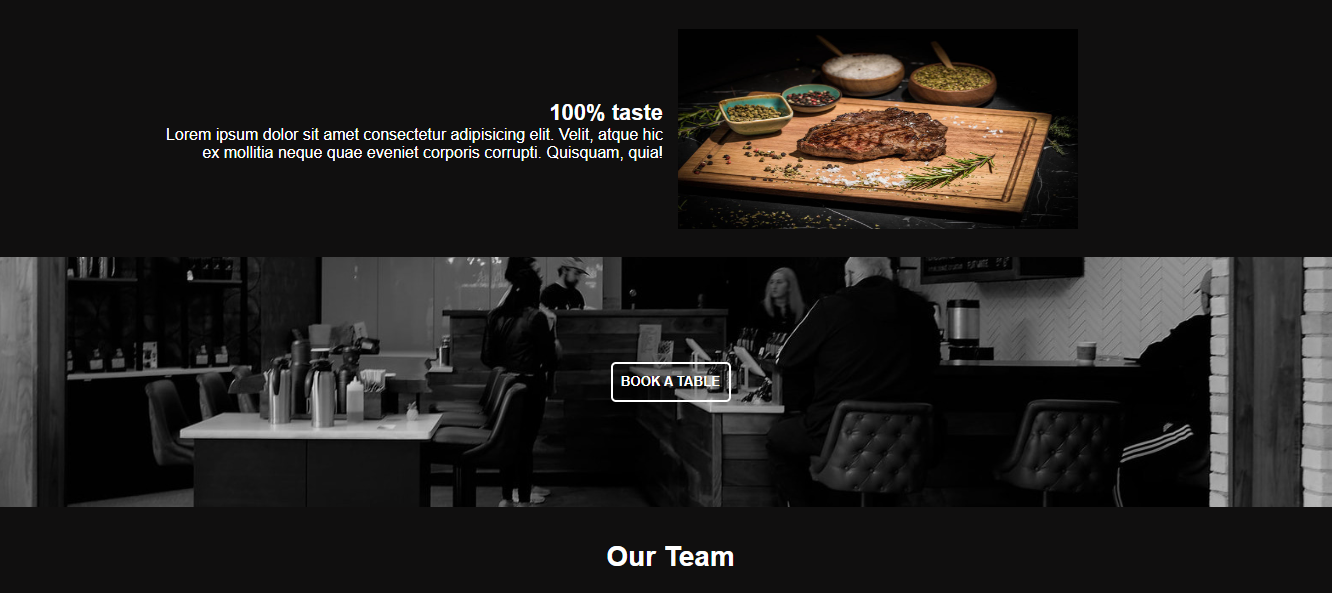 100% taste
Lorem ipsum dolor sit amet consectetur adipisicing elit. Velit, atque hic
ex mollitia neque quae eveniet corporis corrupti. Quisquam, quia!
BOOK A TABLE
Our Team